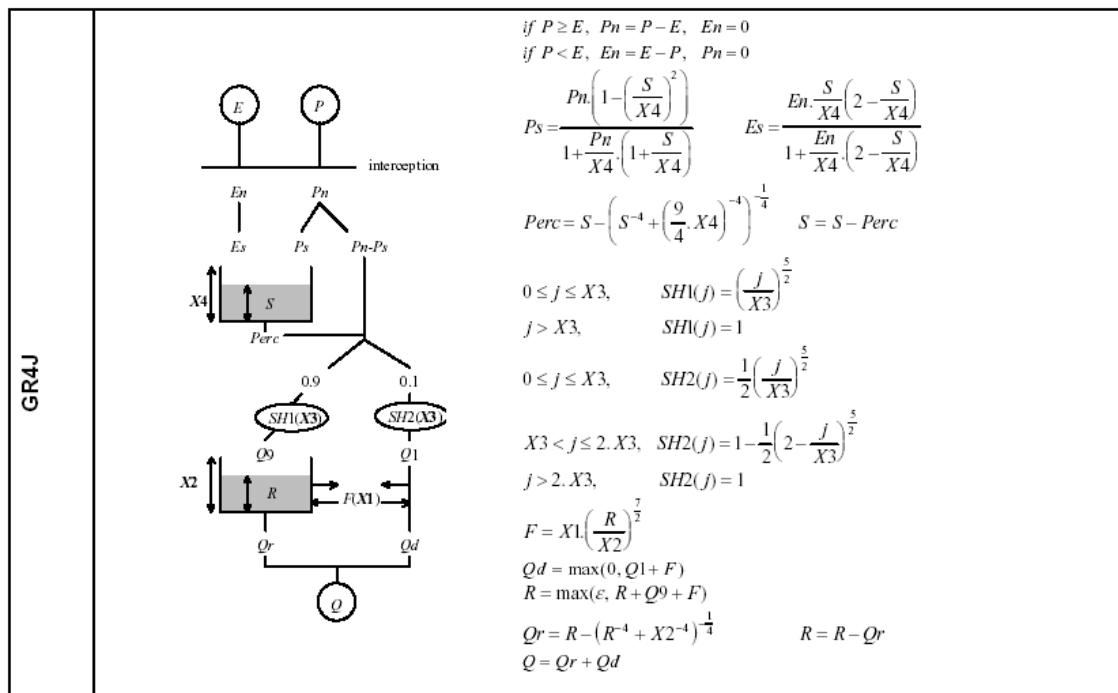 GR4J
E P
interception
En Pn
Es Ps Pn-Ps
X4 S
Perc
0.9 0.1
SH1(X3) SH2(X3)
Q9 Q1
X2 R F(X1)
Qr Qd
Q
if P ≥ E, Pn = P − E, En = 0
if P < E, En = E − P, Pn = 0
Ps = Pn.(1 − (S/X4)^2) / (1 + Pn/X4.(1 + S/X4)) Es = En.S/X4(2 − S/X4) / (1 + En/X4.(2 − S/X4))
Perc = S − (S^−4 + (9/4.X4)^−4)^−1/4 S = S − Perc
0 ≤ j ≤ X3, SH1(j) = (j/X3)^5/2
j > X3, SH1(j) = 1
0 ≤ j ≤ X3, SH2(j) = 1/2(j/X3)^5/2
X3 < j ≤ 2.X3, SH2(j) = 1 − 1/2(2 − j/X3)^5/2
j > 2.X3, SH2(j) = 1
F = X1.(R/X2)^7/2
Qd = max(0, Q1 + F)
R = max(ε, R + Q9 + F)
Qr = R − (R^−4 + X2^−4)^−1/4 R = R − Qr
Q = Qr + Qd